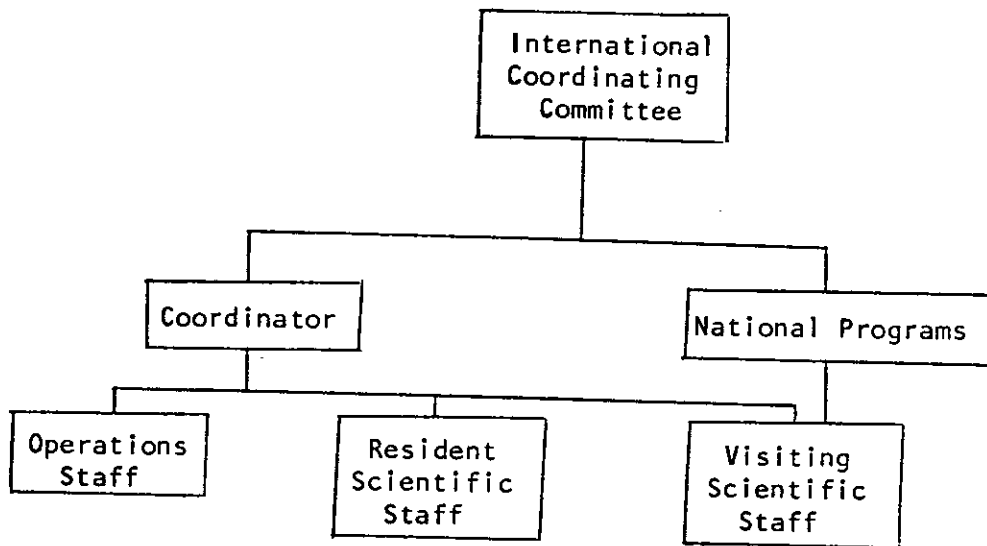 International
Coordinating
Committee
Coordinator
National Programs
Operations
Staff
Resident
Scientific
Staff
Visiting
Scientific
Staff